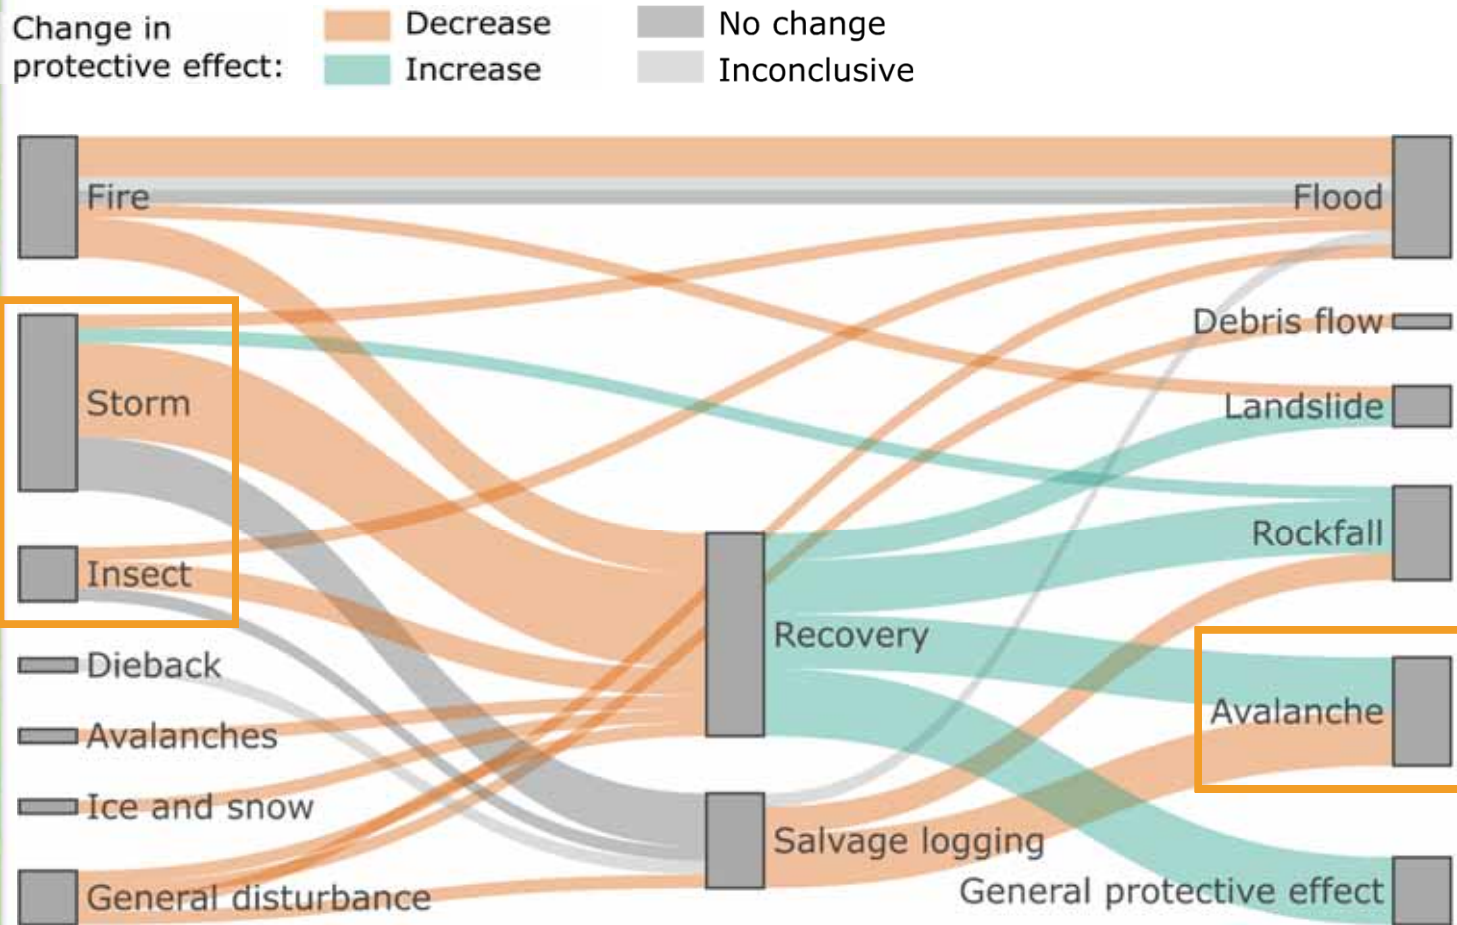 Change in
protective effect:
Decrease
Increase
No change
Inconclusive
Fire
Storm
Insect
Dieback
Avalanches
Ice and snow
General disturbance
Recovery
Salvage logging
Flood
Debris flow
Landslide
Rockfall
Avalanche
General protective effect